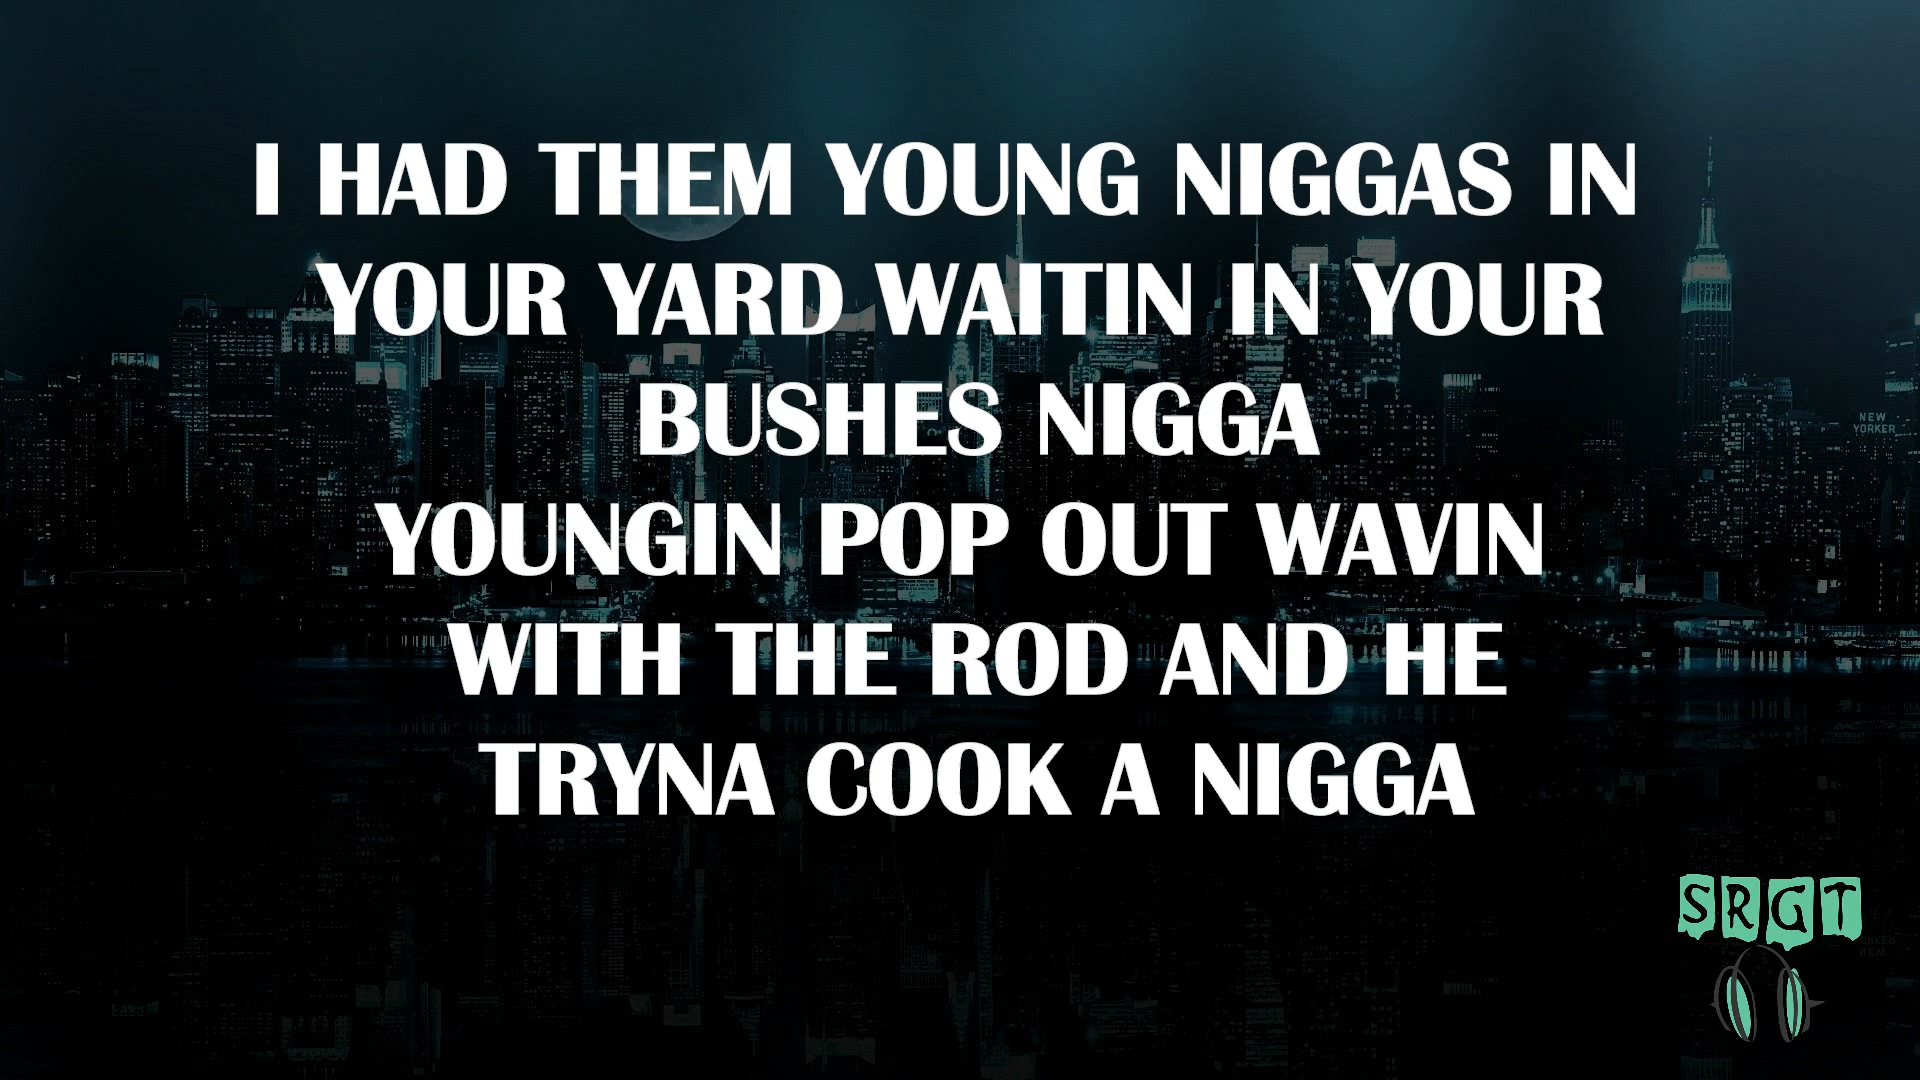 I HAD THEM YOUNG NIGGAS IN
YOUR YARD WAITIN IN YOUR
BUSHES NIGGA
YOUNGIN POP OUT WAVIN
WITH THE ROD AND HE
TRYNA COOK A NIGGA
NEW
YORKER
SRGT